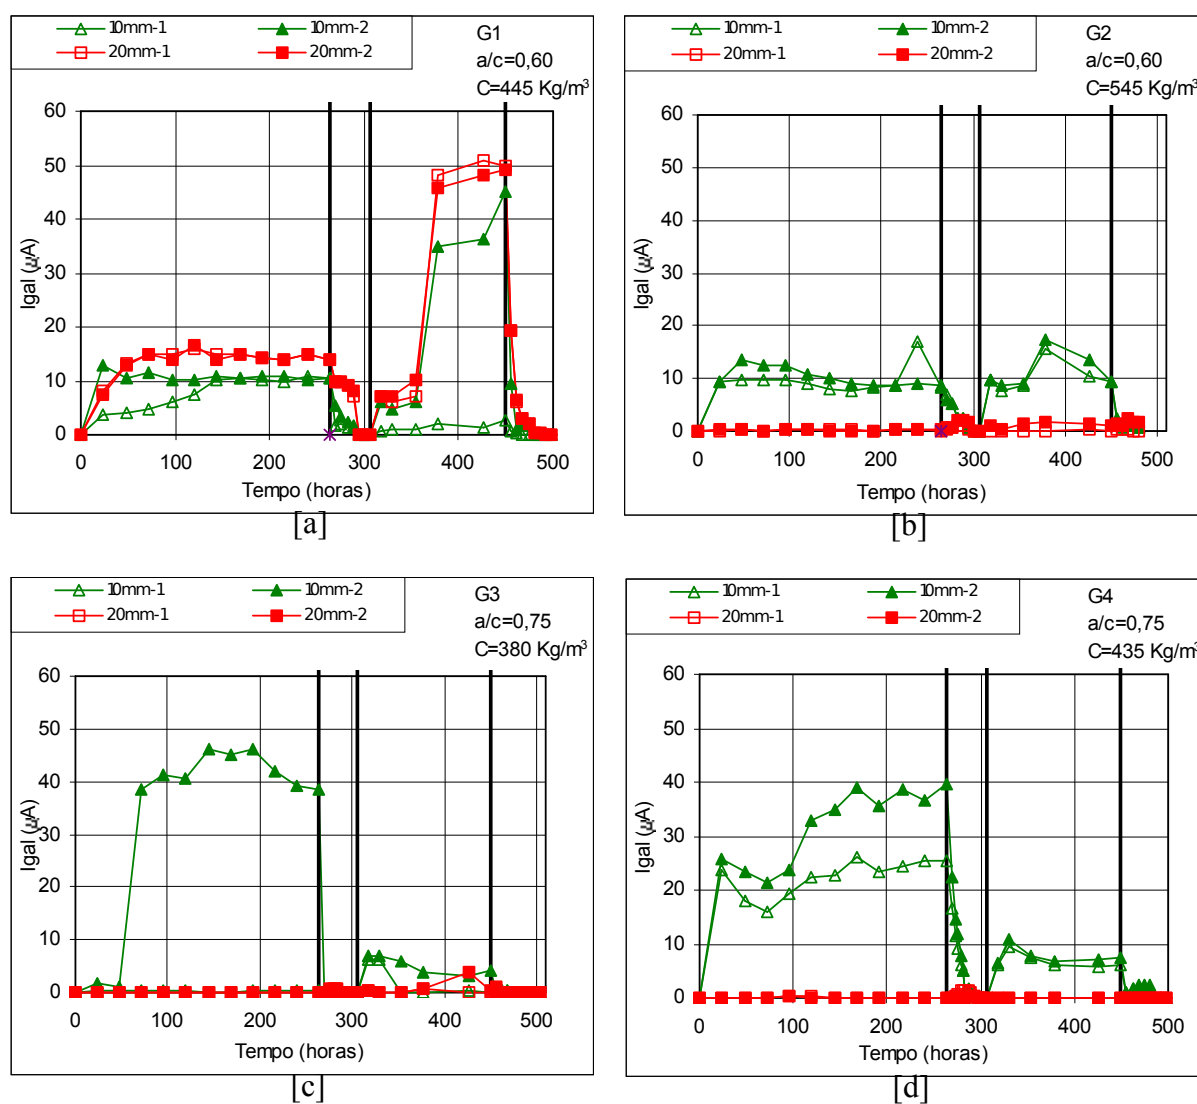 10mm-1 10mm-2
20mm-1 20mm-2
G1
a/c=0,60
C=445 Kg/m³
60
50
40
30
20
10
0
Igal (µA)
0 100 200 300 400 500
Tempo (horas)
[a]
10mm-1 10mm-2
20mm-1 20mm-2
G2
a/c=0,60
C=545 Kg/m³
60
50
40
30
20
10
0
Igal (µA)
0 100 200 300 400 500
Tempo (horas)
[b]
10mm-1 10mm-2
20mm-1 20mm-2
G3
a/c=0,75
C=380 Kg/m³
60
50
40
30
20
10
0
Igal (µA)
0 100 200 300 400 500
Tempo (horas)
[c]
10mm-1 10mm-2
20mm-1 20mm-2
G4
a/c=0,75
C=435 Kg/m³
60
50
40
30
20
10
0
Igal (µA)
0 100 200 300 400 500
Tempo (horas)
[d]